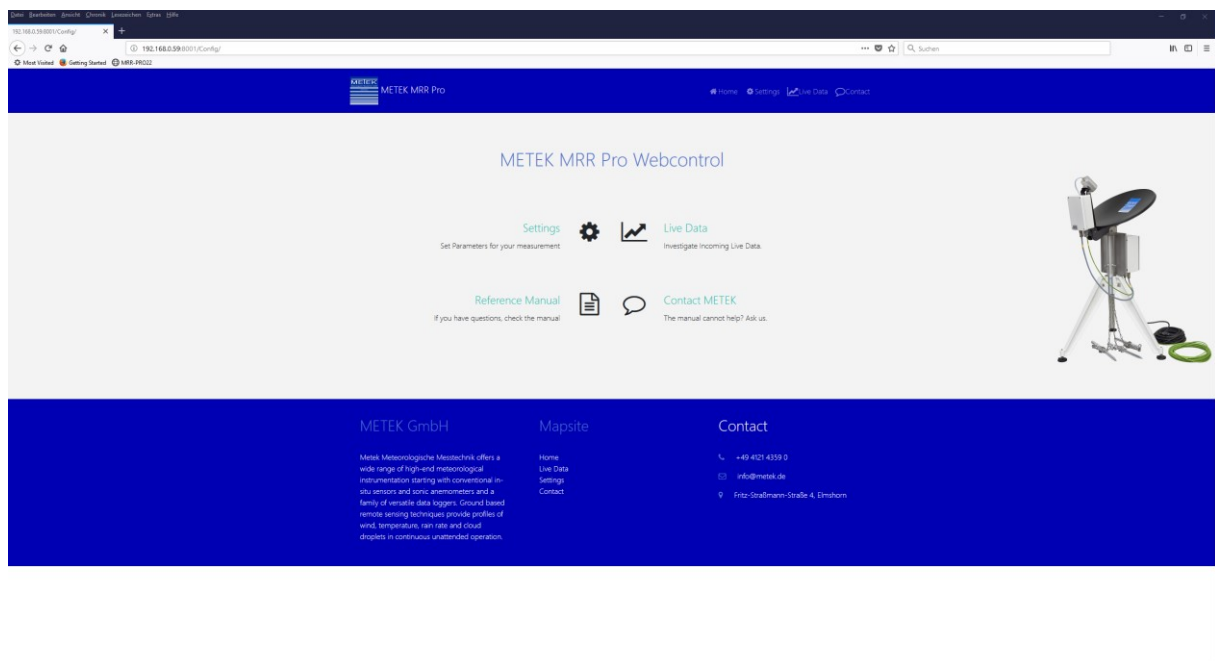 Datei Bearbeiten Ansicht Chronik Lesezeichen Extras Hilfe
192.168.0.59:8001/Config/
192.168.0.59:8001/Config/
Suchen
Most Visited Getting Started MRR-PRO22
METEK
METEK MRR Pro
Home Settings Live Data Contact
METEK MRR Pro Webcontrol
Settings
Set Parameters for your measurement
Live Data
Investigate Incoming Live Data.
Reference Manual
If you have questions, check the manual
Contact METEK
The manual cannot help? Ask us.
METEK GmbH
Metek Meteorologische Messtechnik offers a
wide range of high-end meteorological
instrumentation starting with conventional in-
situ sensors and sonic anemometers and a
family of versatile data loggers. Ground based
remote sensing techniques provide profiles of
wind, temperature, rain rate and cloud
droplets in continuous unattended operation.
Mapsite
Home
Live Data
Settings
Contact
Contact
+49 4121 4359 0
info@metek.de
Fritz-Straßmann-Straße 4, Elmshorn